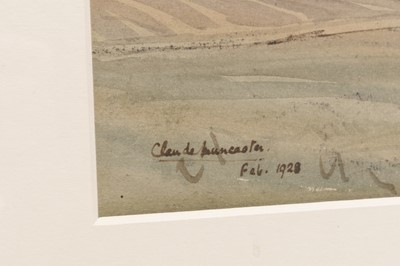 Claude Muncaster.
Feb. 1928